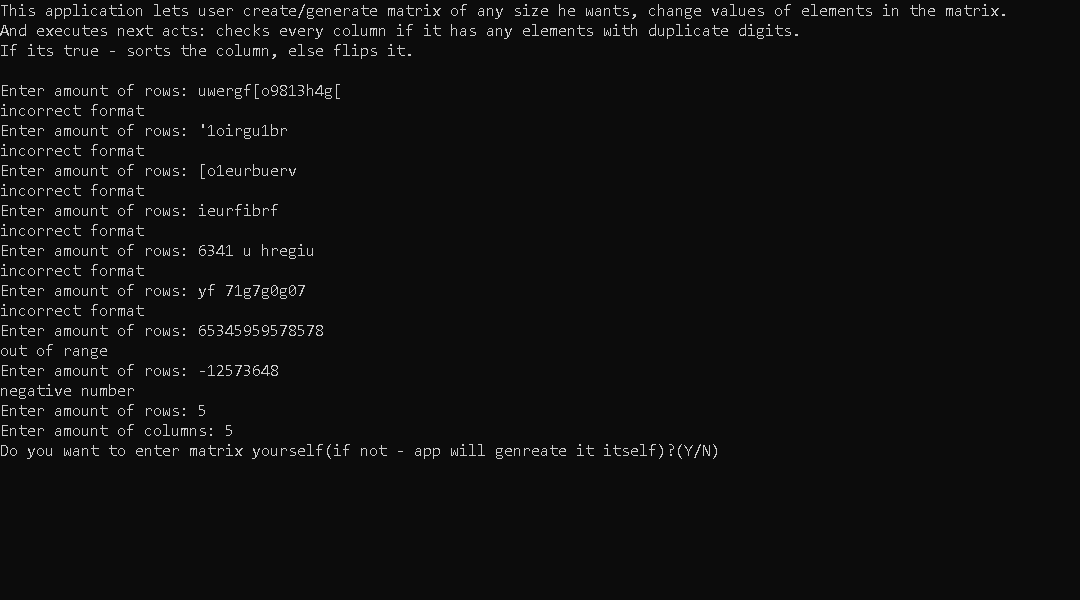 This application lets user create/generate matrix of any size he wants, change values of elements in the matrix.
And executes next acts: checks every column if it has any elements with duplicate digits.
If its true - sorts the column, else flips it.
Enter amount of rows: uwergf[o9813h4g[
incorrect format
Enter amount of rows: '1oirgu1br
incorrect format
Enter amount of rows: [o1eurbuerv
incorrect format
Enter amount of rows: ieurfibrf
incorrect format
Enter amount of rows: 6341 u hregiu
incorrect format
Enter amount of rows: yf 71g7g0g07
incorrect format
Enter amount of rows: 65345959578578
out of range
Enter amount of rows: -12573648
negative number
Enter amount of rows: 5
Enter amount of columns: 5
Do you want to enter matrix yourself(if not - app will genreate it itself)?(Y/N)